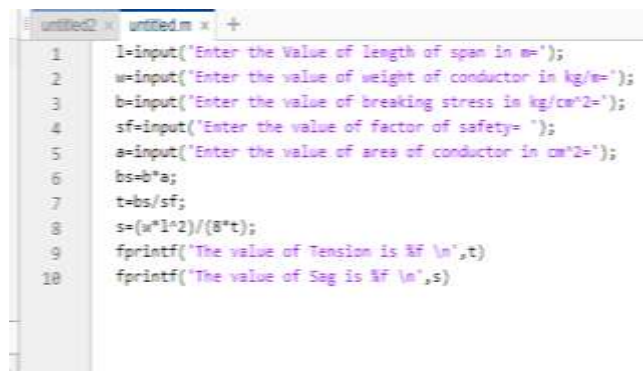 untitled2 × untitled.m × +
1 l=input('Enter the Value of length of span in m=');
2 w=input('Enter the value of weight of conductor in kg/m=');
3 b=input('Enter the value of breaking stress in kg/cm^2=');
4 sf=input('Enter the value of factor of safety= ');
5 a=input('Enter the value of area of conductor in cm^2=');
6 bs=b*a;
7 t=bs/sf;
8 s=(w*l^2)/(8*t);
9 fprintf('The value of Tension is %f \n',t)
10 fprintf('The value of Sag is %f \n',s)